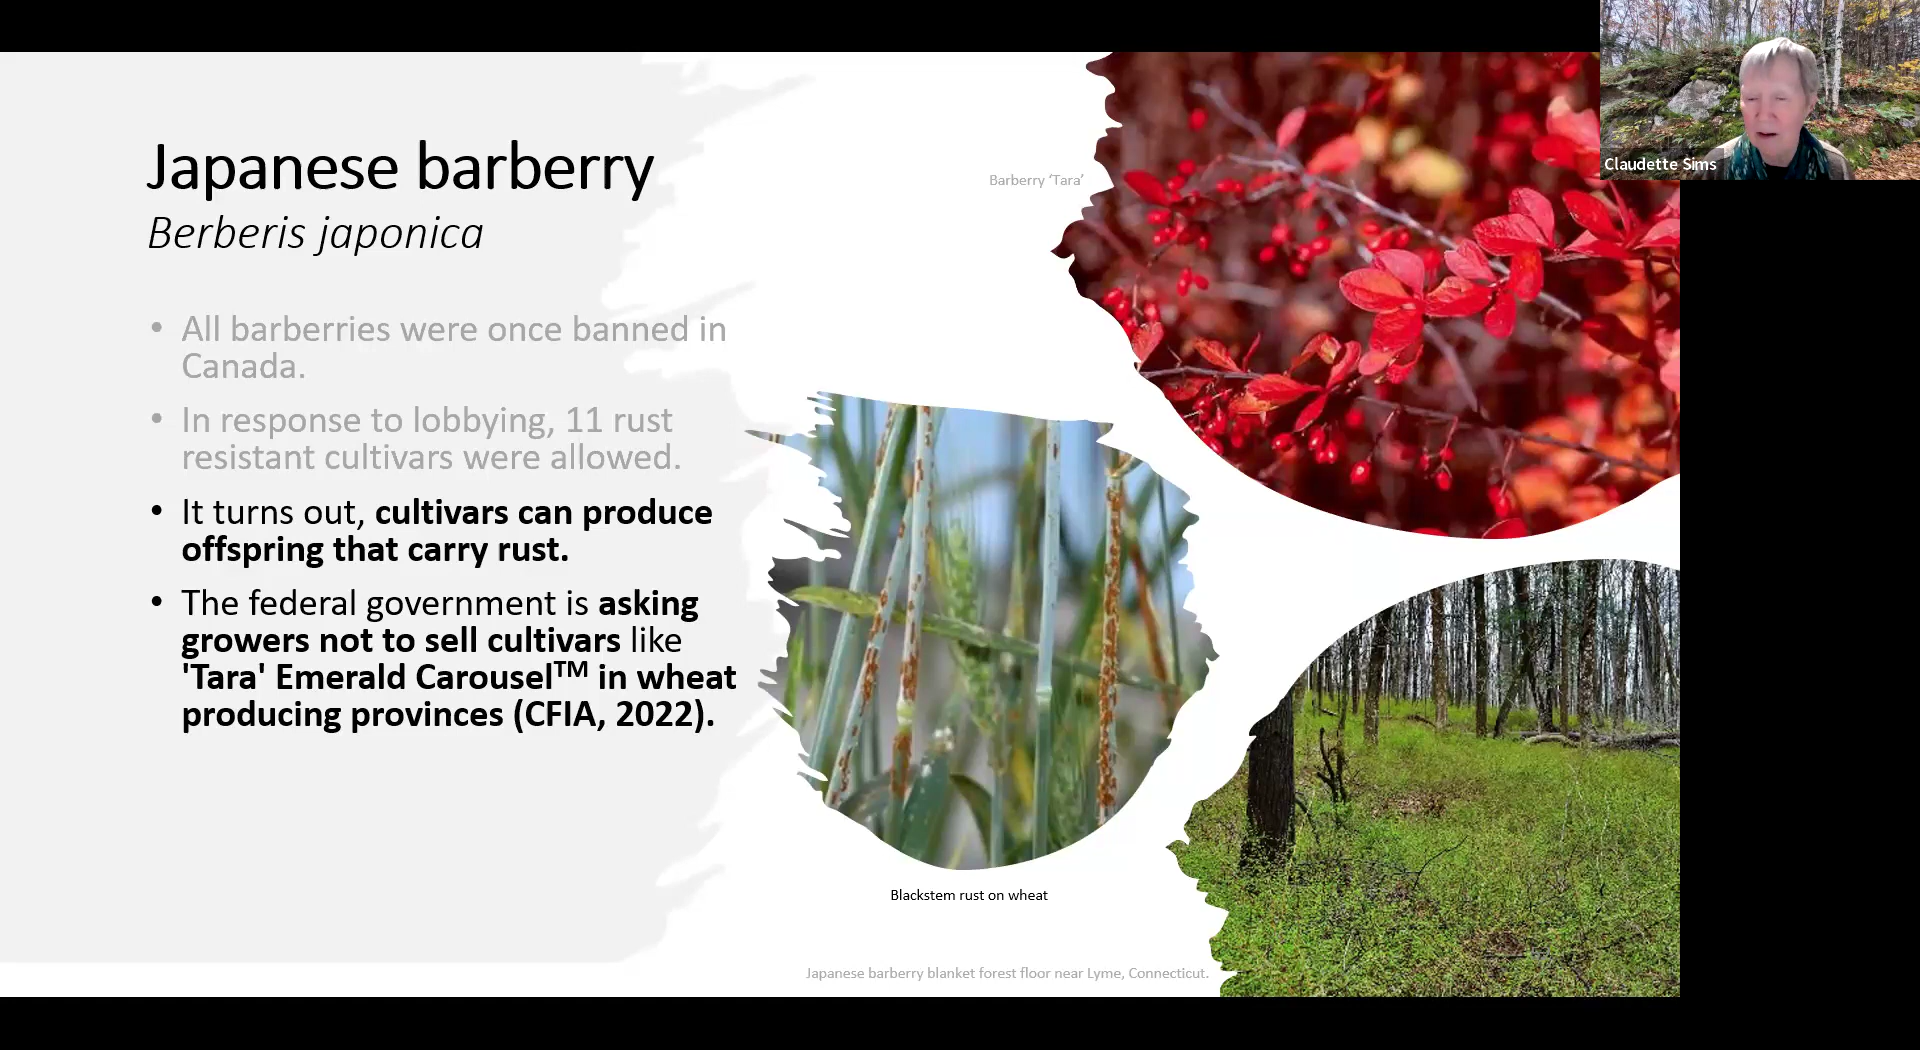 Claudette Sims
Japanese barberry
Berberis japonica
Barberry ‘Tara’
• All barberries were once banned in
Canada.
• In response to lobbying, 11 rust
resistant cultivars were allowed.
• It turns out, cultivars can produce
offspring that carry rust.
• The federal government is asking
growers not to sell cultivars like
'Tara' Emerald Carousel™ in wheat
producing provinces (CFIA, 2022).
Blackstem rust on wheat
Japanese barberry blanket forest floor near Lyme, Connecticut.